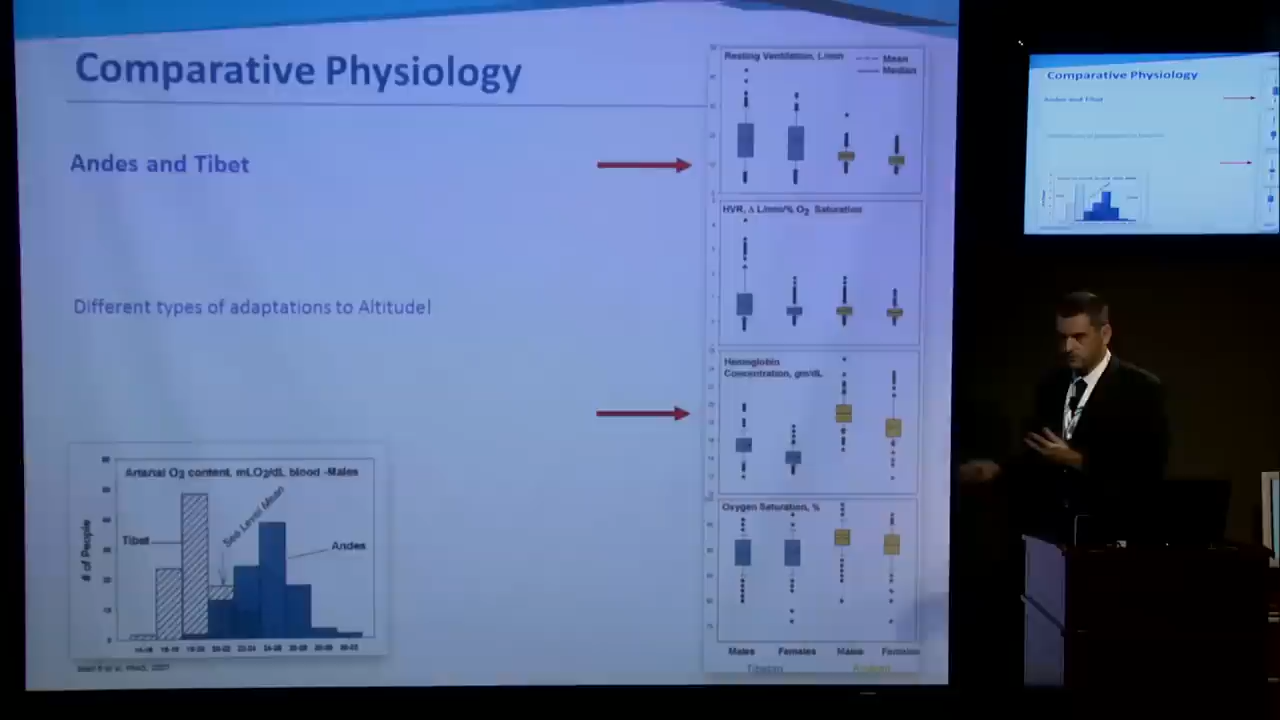 Comparative Physiology
Andes and Tibet
Different types of adaptations to Altitude!
Resting Ventilation, L/min
Mean
Median
HVR, Δ L/min/% O2 Saturation
Hemoglobin
Concentration, gm/dL
Oxygen Saturation, %
Males Females Males Females
Tibetan
Arterial O2 content, mLO2/dL blood -Males
# of People
Tibet
Sea Level Mean
Andes
Comparative Physiology
Andes and Tibet